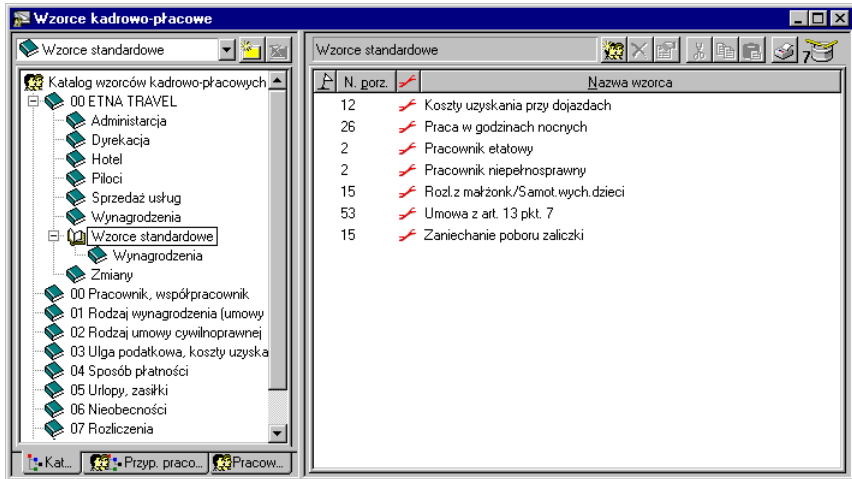 Wzorce kadrowo-płacowe
Wzorce standardowe
Wzorce standardowe
7
Katalog wzorców kadrowo-płacowych
00 ETNA TRAVEL
Administarcja
Dyrekacja
Hotel
Piloci
Sprzedaż usług
Wynagrodzenia
Wzorce standardowe
Wynagrodzenia
Zmiany
00 Pracownik, współpracownik
01 Rodzaj wynagrodzenia (umowy
02 Rodzaj umowy cywilnoprawnej
03 Ulga podatkowa, koszty uzyska
04 Sposób płatności
05 Urlopy, zasiłki
06 Nieobecności
07 Rozliczenia
Kat... Przyp. praco... Pracow...
N. porz. Nazwa wzorca
12 Koszty uzyskania przy dojazdach
26 Praca w godzinach nocnych
2 Pracownik etatowy
2 Pracownik niepełnosprawny
15 Rozl.z małżonk/Samot.wych.dzieci
53 Umowa z art. 13 pkt. 7
15 Zaniechanie poboru zaliczki